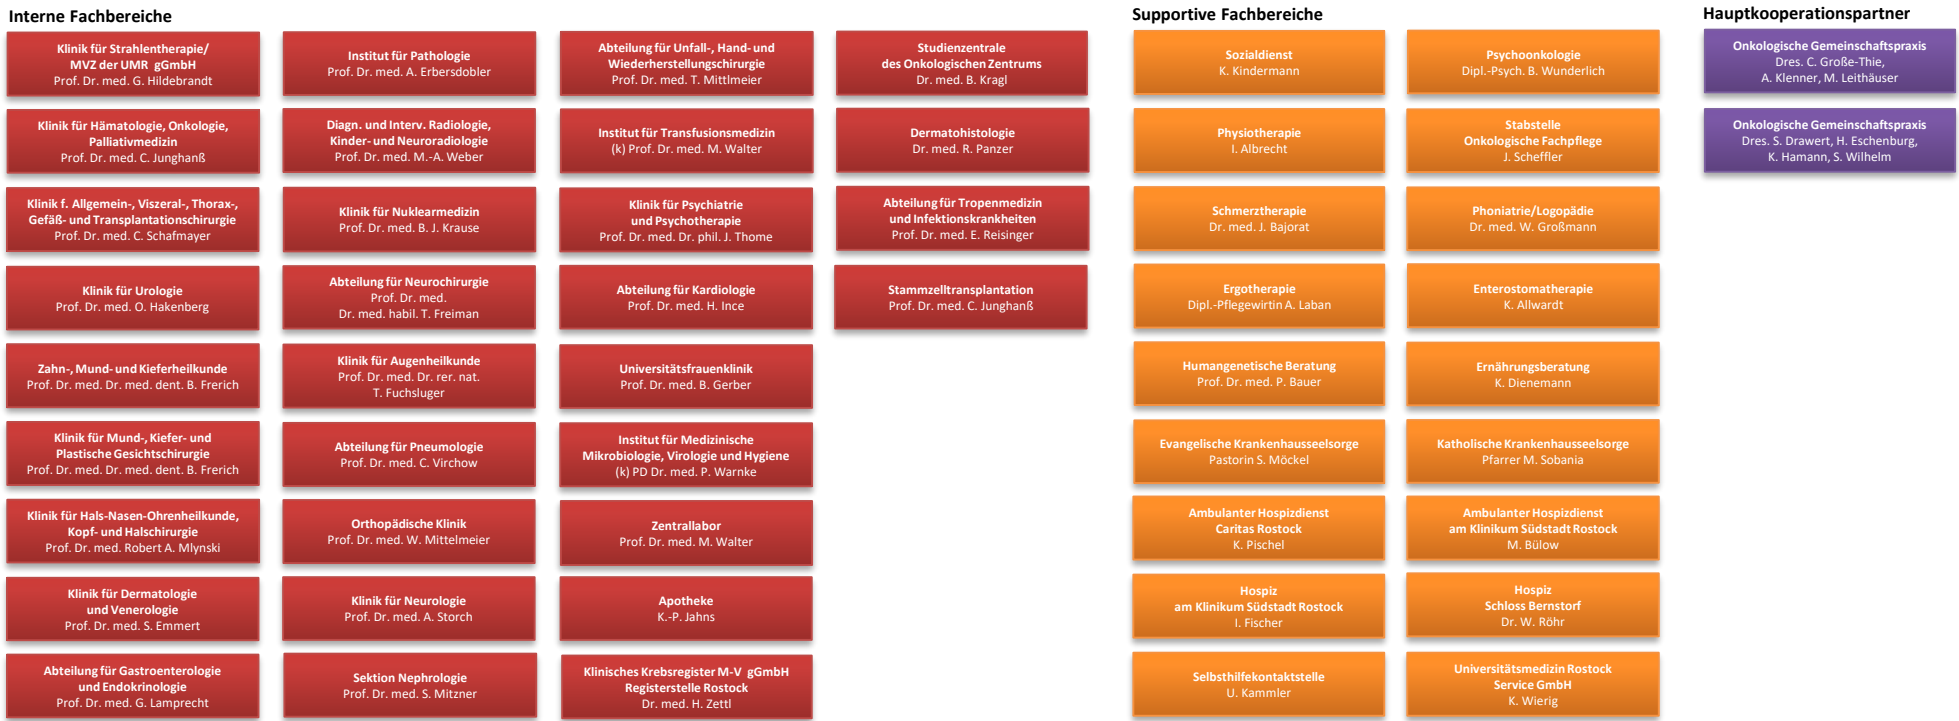 Interne Fachbereiche
Klinik für Strahlentherapie/
MVZ der UMR gGmbH
Prof. Dr. med. G. Hildebrandt
Klinik für Hämatologie, Onkologie,
Palliativmedizin
Prof. Dr. med. C. Junghanß
Klinik f. Allgemein-, Viszeral-, Thorax-,
Gefäß- und Transplantationschirurgie
Prof. Dr. med. C. Schafmayer
Klinik für Urologie
Prof. Dr. med. O. Hakenberg
Zahn-, Mund- und Kieferheilkunde
Prof. Dr. med. Dr. med. dent. B. Frerich
Klinik für Mund-, Kiefer- und
Plastische Gesichtschirurgie
Prof. Dr. med. Dr. med. dent. B. Frerich
Klinik für Hals-Nasen-Ohrenheilkunde,
Kopf- und Halschirurgie
Prof. Dr. med. Robert A. Mlynski
Klinik für Dermatologie
und Venerologie
Prof. Dr. med. S. Emmert
Abteilung für Gastroenterologie
und Endokrinologie
Prof. Dr. med. G. Lamprecht
Institut für Pathologie
Prof. Dr. med. A. Erbersdobler
Diagn. und Interv. Radiologie,
Kinder- und Neuroradiologie
Prof. Dr. med. M.-A. Weber
Klinik für Nuklearmedizin
Prof. Dr. med. B. J. Krause
Abteilung für Neurochirurgie
Prof. Dr. med.
Dr. med. habil. T. Freiman
Klinik für Augenheilkunde
Prof. Dr. med. Dr. rer. nat.
T. Fuchsluger
Abteilung für Pneumologie
Prof. Dr. med. C. Virchow
Orthopädische Klinik
Prof. Dr. med. W. Mittelmeier
Klinik für Neurologie
Prof. Dr. med. A. Storch
Sektion Nephrologie
Prof. Dr. med. S. Mitzner
Abteilung für Unfall-, Hand- und
Wiederherstellungschirurgie
Prof. Dr. med. T. Mittlmeier
Institut für Transfusionsmedizin
(k) Prof. Dr. med. M. Walter
Klinik für Psychiatrie
und Psychotherapie
Prof. Dr. med. Dr. phil. J. Thome
Abteilung für Kardiologie
Prof. Dr. med. H. Ince
Universitätsfrauenklinik
Prof. Dr. med. B. Gerber
Institut für Medizinische
Mikrobiologie, Virologie und Hygiene
(k) PD Dr. med. P. Warnke
Zentrallabor
Prof. Dr. med. M. Walter
Apotheke
K.-P. Jahns
Klinisches Krebsregister M-V gGmbH
Registerstelle Rostock
Dr. med. H. Zettl
Studienzentrale
des Onkologischen Zentrums
Dr. med. B. Kragl
Dermatohistologie
Dr. med. R. Panzer
Abteilung für Tropenmedizin
und Infektionskrankheiten
Prof. Dr. med. E. Reisinger
Stammzelltransplantation
Prof. Dr. med. C. Junghanß
Supportive Fachbereiche
Sozialdienst
K. Kindermann
Physiotherapie
I. Albrecht
Schmerztherapie
Dr. med. J. Bajorat
Ergotherapie
Dipl.-Pflegewirtin A. Laban
Humangenetische Beratung
Prof. Dr. med. P. Bauer
Evangelische Krankenhausseelsorge
Pastorin S. Möckel
Ambulanter Hospizdienst
Caritas Rostock
K. Pischel
Hospiz
am Klinikum Südstadt Rostock
I. Fischer
Selbsthilfekontaktstelle
U. Kammler
Psychoonkologie
Dipl.-Psych. B. Wunderlich
Stabstelle
Onkologische Fachpflege
J. Scheffler
Phoniatrie/Logopädie
Dr. med. W. Großmann
Enterostomatherapie
K. Allwardt
Ernährungsberatung
K. Dienemann
Katholische Krankenhausseelsorge
Pfarrer M. Sobania
Ambulanter Hospizdienst
am Klinikum Südstadt Rostock
M. Bülow
Hospiz
Schloss Bernstorf
Dr. W. Röhr
Universitätsmedizin Rostock
Service GmbH
K. Wierig
Hauptkooperationspartner
Onkologische Gemeinschaftspraxis
Dres. C. Große-Thie,
A. Klenner, M. Leithäuser
Onkologische Gemeinschaftspraxis
Dres. S. Drawert, H. Eschenburg,
K. Hamann, S. Wilhelm